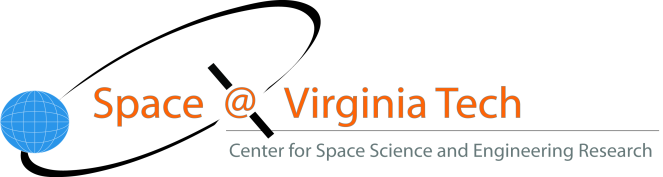 Space @ Virginia Tech
Center for Space Science and Engineering Research